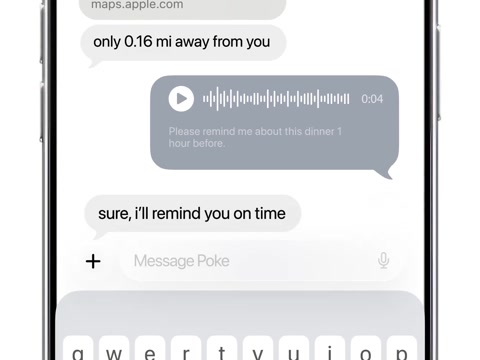 maps.apple.com
only 0.16 mi away from you
0:04
Please remind me about this dinner 1
hour before.
sure, i'll remind you on time
+ Message Poke
q w e r t y u i o p